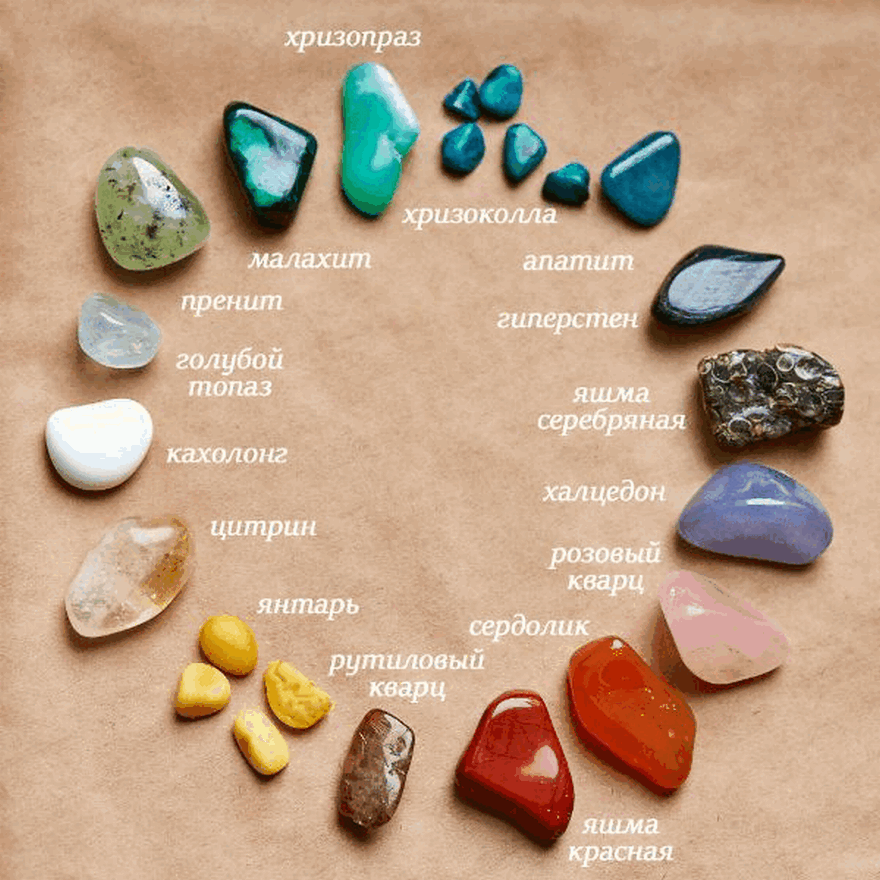 хризопраз
хризоколла
малахит
апатит
пренит
гиперстен
голубой
топаз
яшма
серебряная
кахолонг
халцедон
цитрин
розовый
кварц
янтарь
сердолик
рутиловый
кварц
яшма
красная